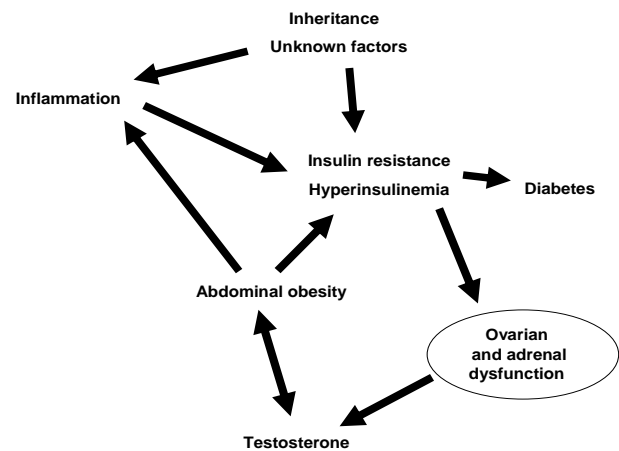 Inheritance
Unknown factors
Inflammation
Insulin resistance
Hyperinsulinemia
Diabetes
Abdominal obesity
Ovarian
and adrenal
dysfunction
Testosterone